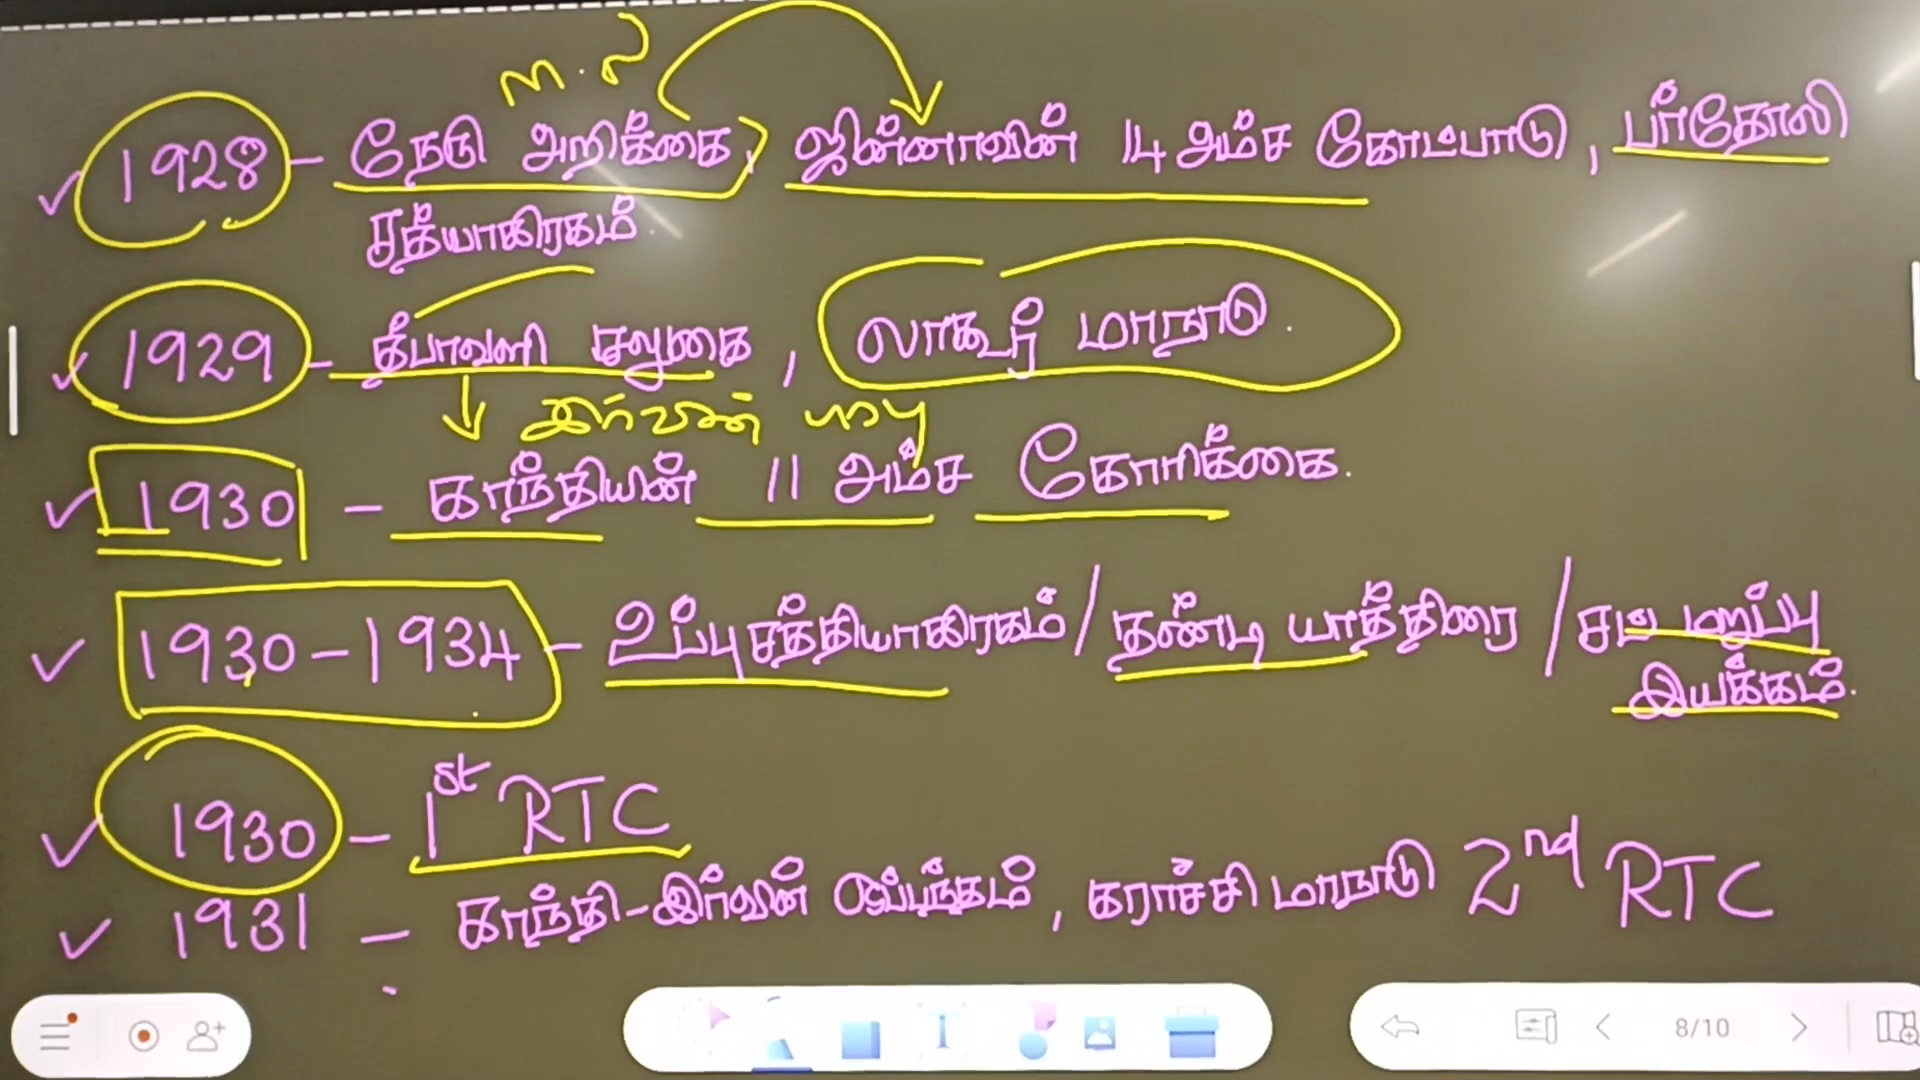 M.ல்
1928 - நேரு அறிக்கை, ஜின்னாவின் 14 அம்ச கோட்பாடு, பர்தோலி
சத்யாகிரகம்.
1929 - தீபாவளி சலுகை, லாகூர் மாநாடு.
இர்வின் பிரபு
1930 - காந்தியின் 11 அம்ச கோரிக்கை.
1930-1934 - உப்பு சத்தியாகிரகம் / தண்டி யாத்திரை / சட்ட மறுப்பு
இயக்கம்.
1930 - 1st RTC
1931 - காந்தி-இர்வின் ஒப்பந்தம், கராச்சி மாநாடு 2nd RTC
8/10